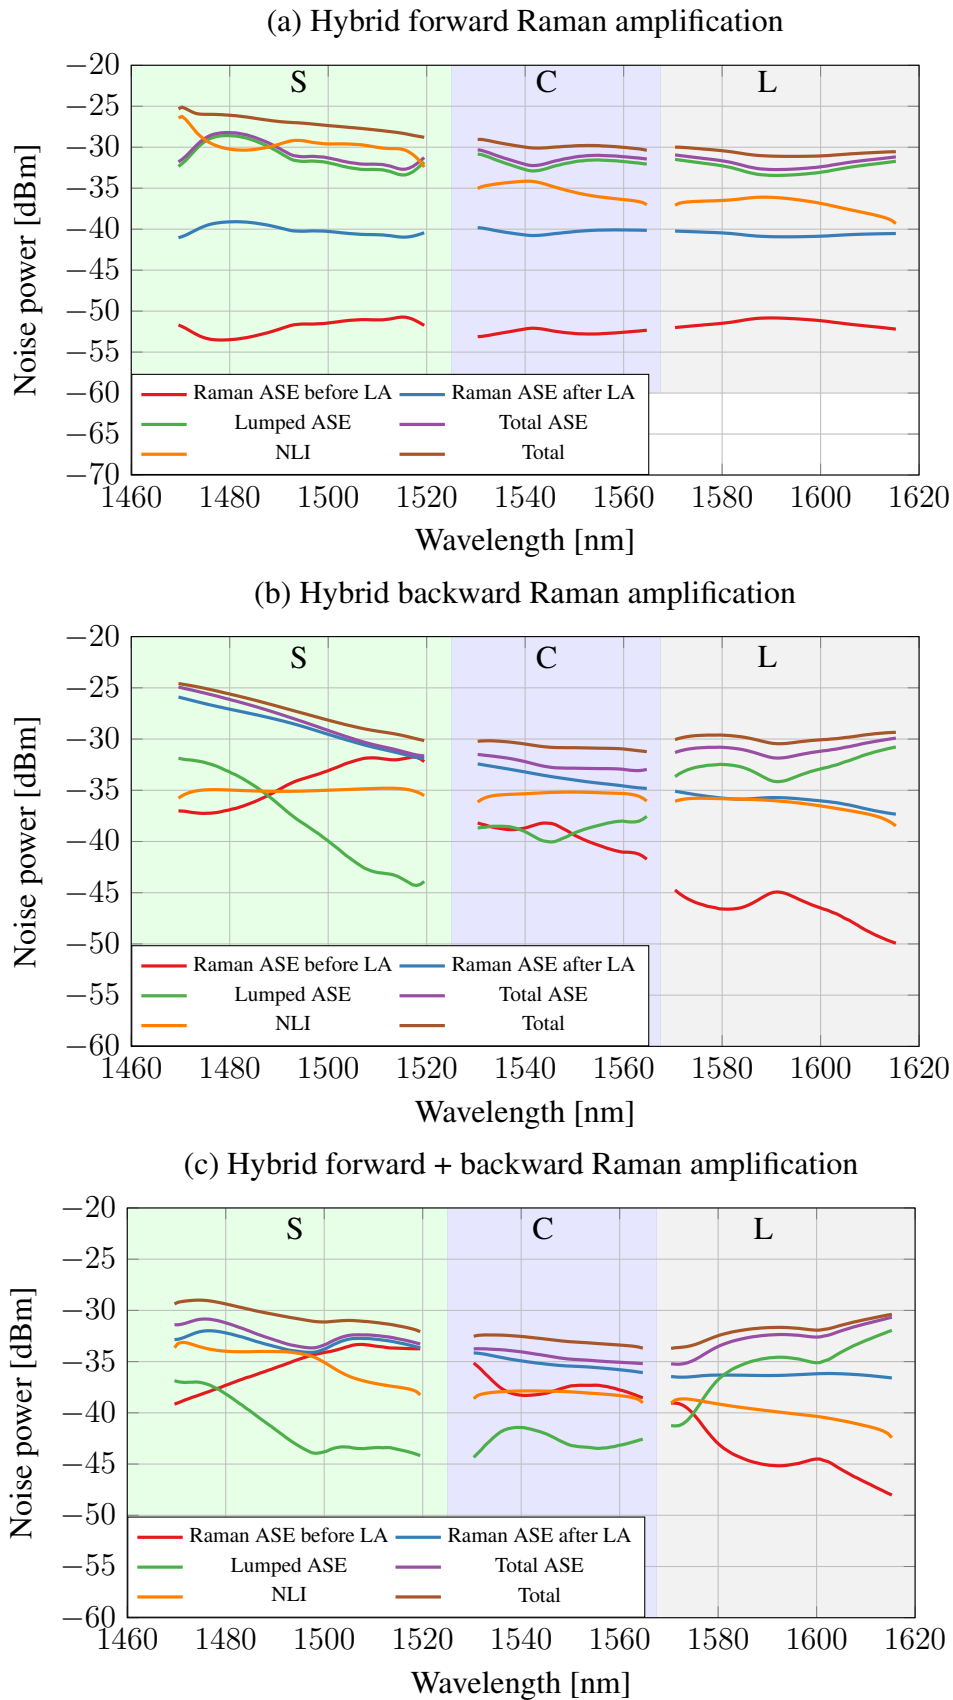 (a) Hybrid forward Raman amplification
S C L
−20
−25
−30
−35
−40
−45
−50
−55
−60
−65
−70
Noise power [dBm]
Raman ASE before LA Raman ASE after LA
Lumped ASE Total ASE
NLI Total
1460 1480 1500 1520 1540 1560 1580 1600 1620
Wavelength [nm]
(b) Hybrid backward Raman amplification
S C L
−20
−25
−30
−35
−40
−45
−50
−55
−60
Noise power [dBm]
Raman ASE before LA Raman ASE after LA
Lumped ASE Total ASE
NLI Total
1460 1480 1500 1520 1540 1560 1580 1600 1620
Wavelength [nm]
(c) Hybrid forward + backward Raman amplification
S C L
−20
−25
−30
−35
−40
−45
−50
−55
−60
Noise power [dBm]
Raman ASE before LA Raman ASE after LA
Lumped ASE Total ASE
NLI Total
1460 1480 1500 1520 1540 1560 1580 1600 1620
Wavelength [nm]